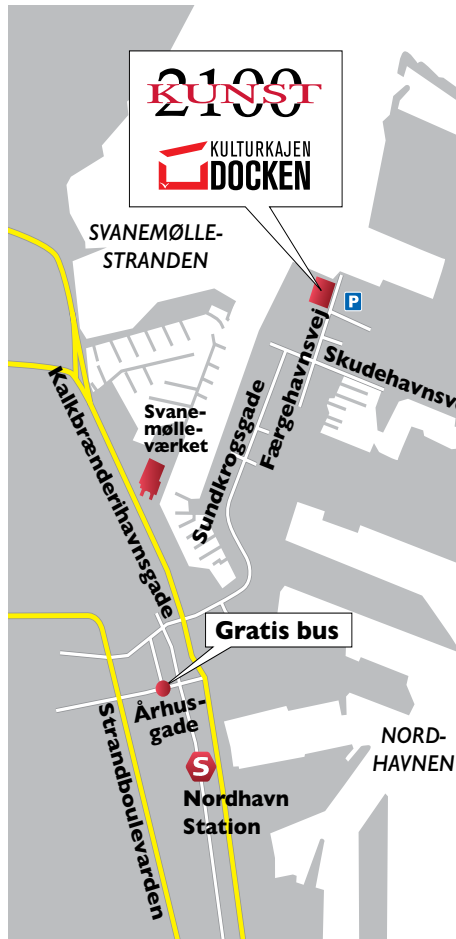 2100
KUNST
KULTURKAJEN
DOCKEN
SVANEMØLLE-
STRANDEN
P
Færgehavnsvej
Skudehavnsv
Kalkbrænderihavnsgade
Svane-
mølle-
værket
Sundkrogsgade
Gratis bus
Århus-
gade
NORD-
HAVNEN
S
Nordhavn
Station
Strandboulevarden